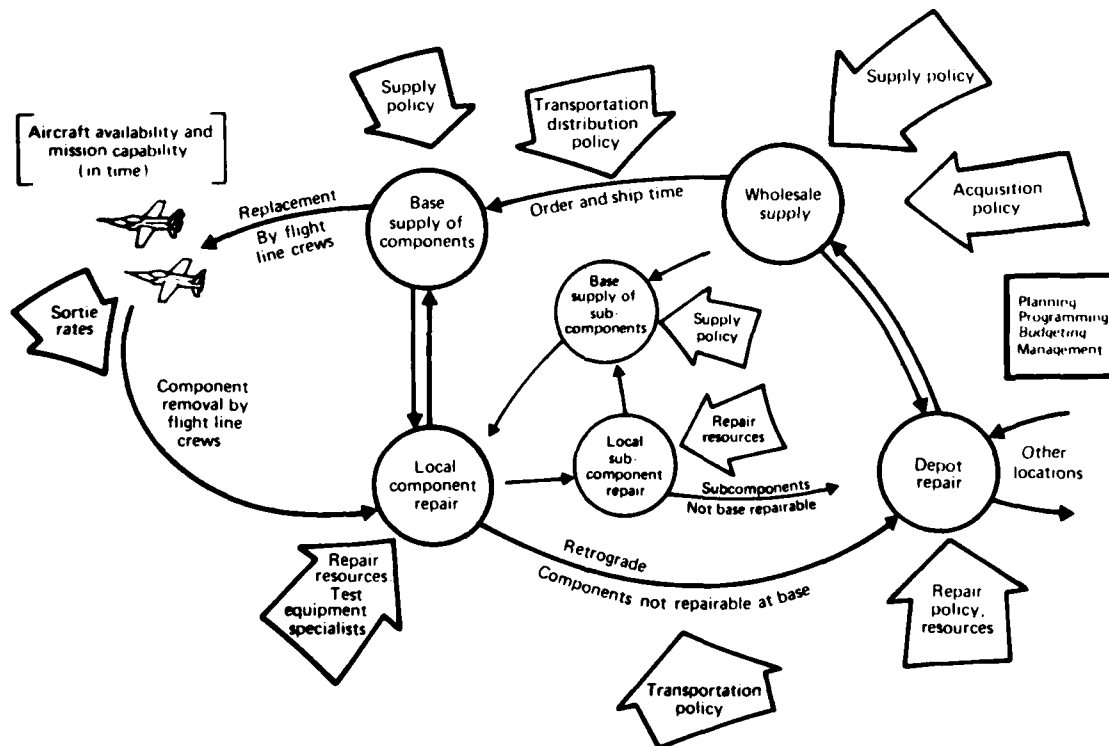 Supply
policy
Transportation
distribution
policy
Supply policy
Aircraft availability and
mission capability
(in time)
Acquisition
policy
Replacement
By flight
line crews
Base
supply of
components
Order and ship time
Wholesale
supply
Base
supply of
sub-
components
Supply
policy
Planning
Programming
Budgeting
Management
Sortie
rates
Component
removal by
flight line
crews
Local
component
repair
Local
sub-
component
repair
Repair
resources
Subcomponents
Not base repairable
Depot
repair
Other
locations
Retrograde
Components not repairable at base
Repair
resources
Test
equipment
specialists
Repair
policy,
resources
Transportation
policy